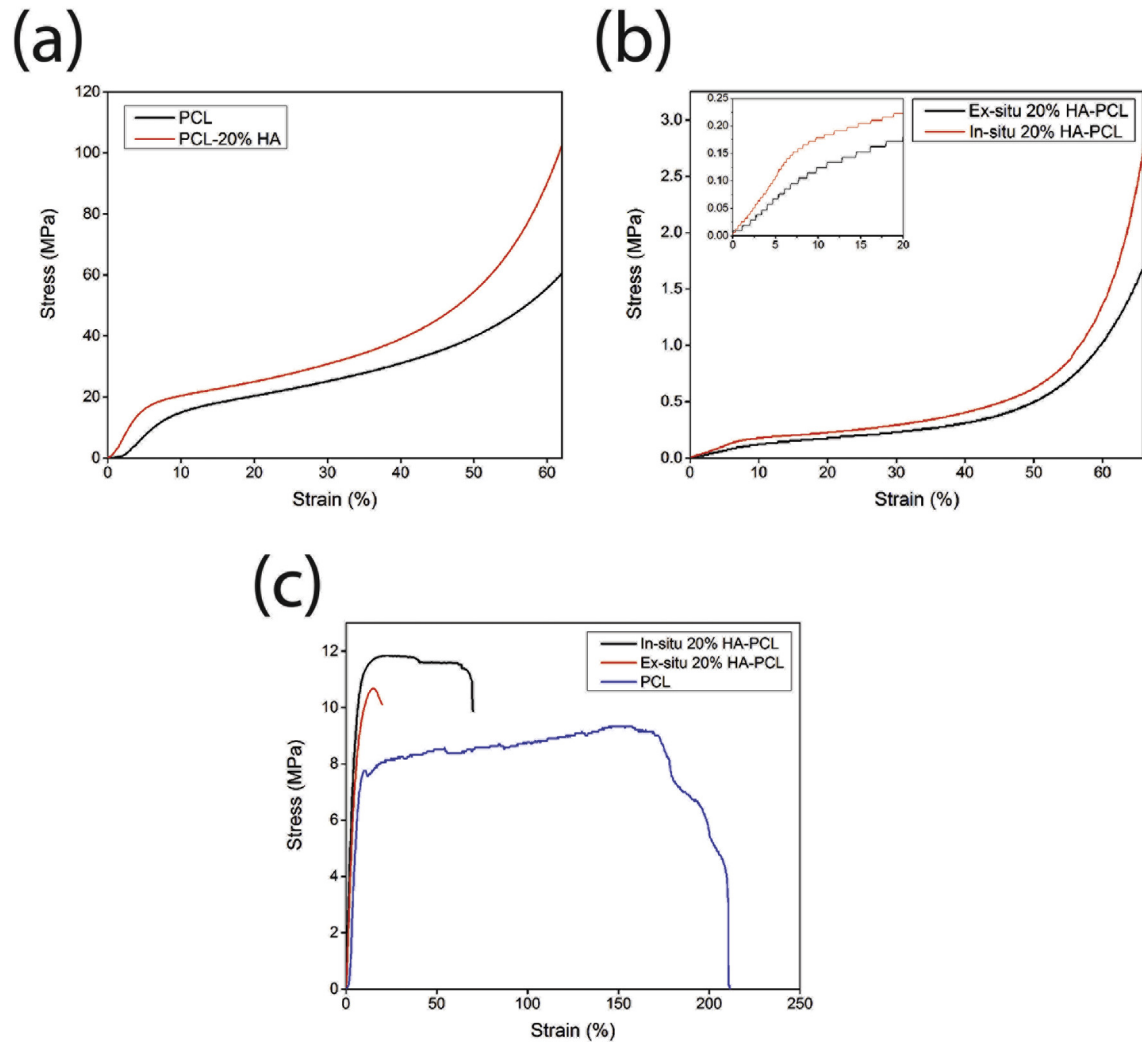 (a)
120
100
80
60
40
20
0
Stress (MPa)
PCL
PCL-20% HA
0 10 20 30 40 50 60
Strain (%)
(b)
3.0
2.5
2.0
1.5
1.0
0.5
0.0
Stress (MPa)
0.25
0.20
0.15
0.10
0.05
0.00
0 5 10 15 20
Ex-situ 20% HA-PCL
In-situ 20% HA-PCL
0 10 20 30 40 50 60
Strain (%)
(c)
12
10
8
6
4
2
0
Stress (MPa)
In-situ 20% HA-PCL
Ex-situ 20% HA-PCL
PCL
0 50 100 150 200 250
Strain (%)